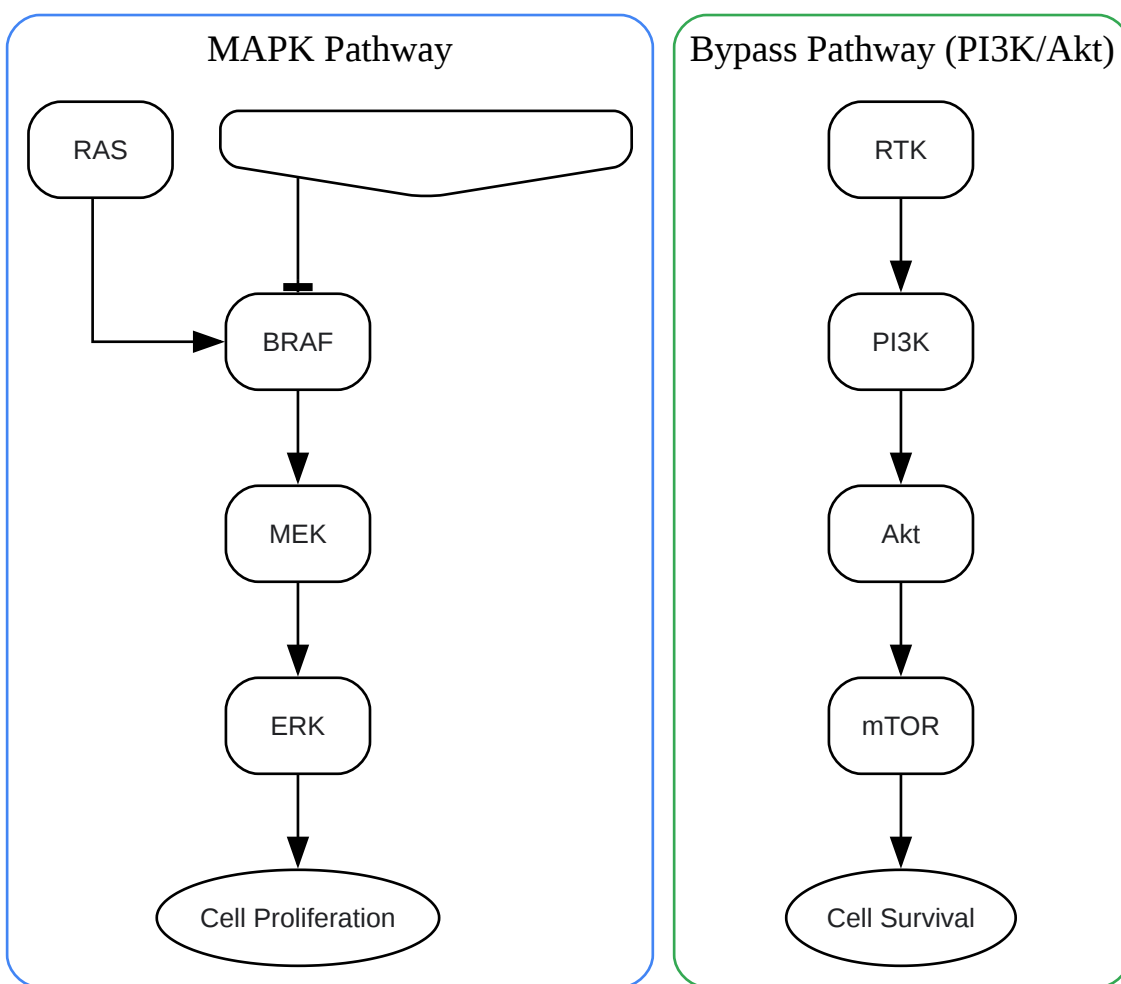 MAPK Pathway
RAS
BRAF
MEK
ERK
Cell Proliferation
Bypass Pathway (PI3K/Akt)
RTK
PI3K
Akt
mTOR
Cell Survival